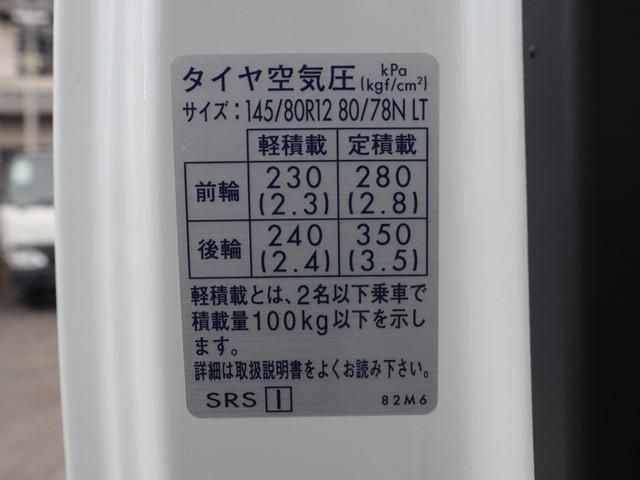 タイヤ空気圧 kPa (kgf/cm²)
サイズ：145/80R12 80/78N LT
軽積載 定積載
前輪 230 (2.3) 280 (2.8)
後輪 240 (2.4) 350 (3.5)
軽積載とは、2名以下乗車で
積載量100kg以下を示し
ます。
詳細は取扱説明書をよくお読み下さい。
SRS I 82M6